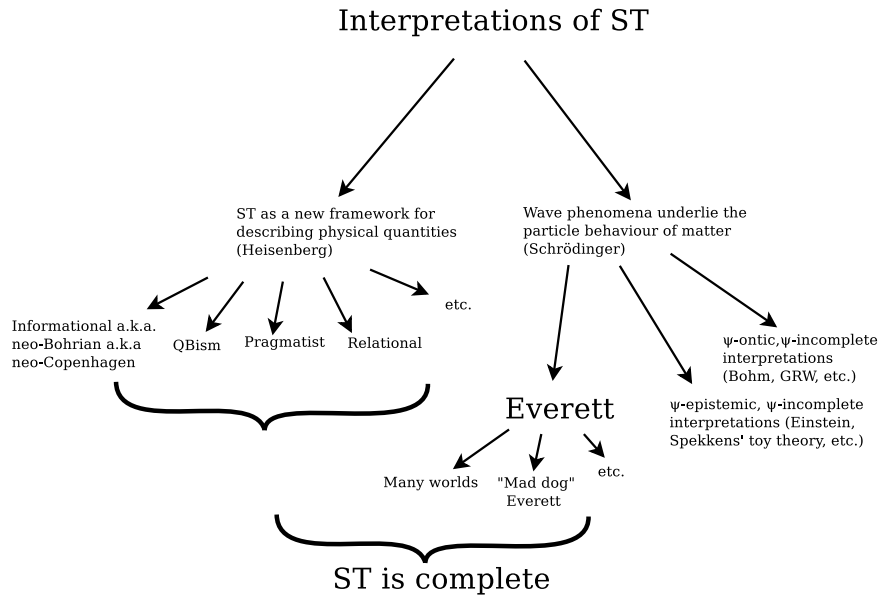 Interpretations of ST
ST as a new framework for
describing physical quantities
(Heisenberg)
Wave phenomena underlie the
particle behaviour of matter
(Schrödinger)
Informational a.k.a.
neo-Bohrian a.k.a
neo-Copenhagen
QBism
Pragmatist
Relational
etc.
ψ-ontic,ψ-incomplete
interpretations
(Bohm, GRW, etc.)
ψ-epistemic, ψ-incomplete
interpretations (Einstein,
Spekkens' toy theory, etc.)
Everett
Many worlds
"Mad dog"
Everett
etc.
ST is complete